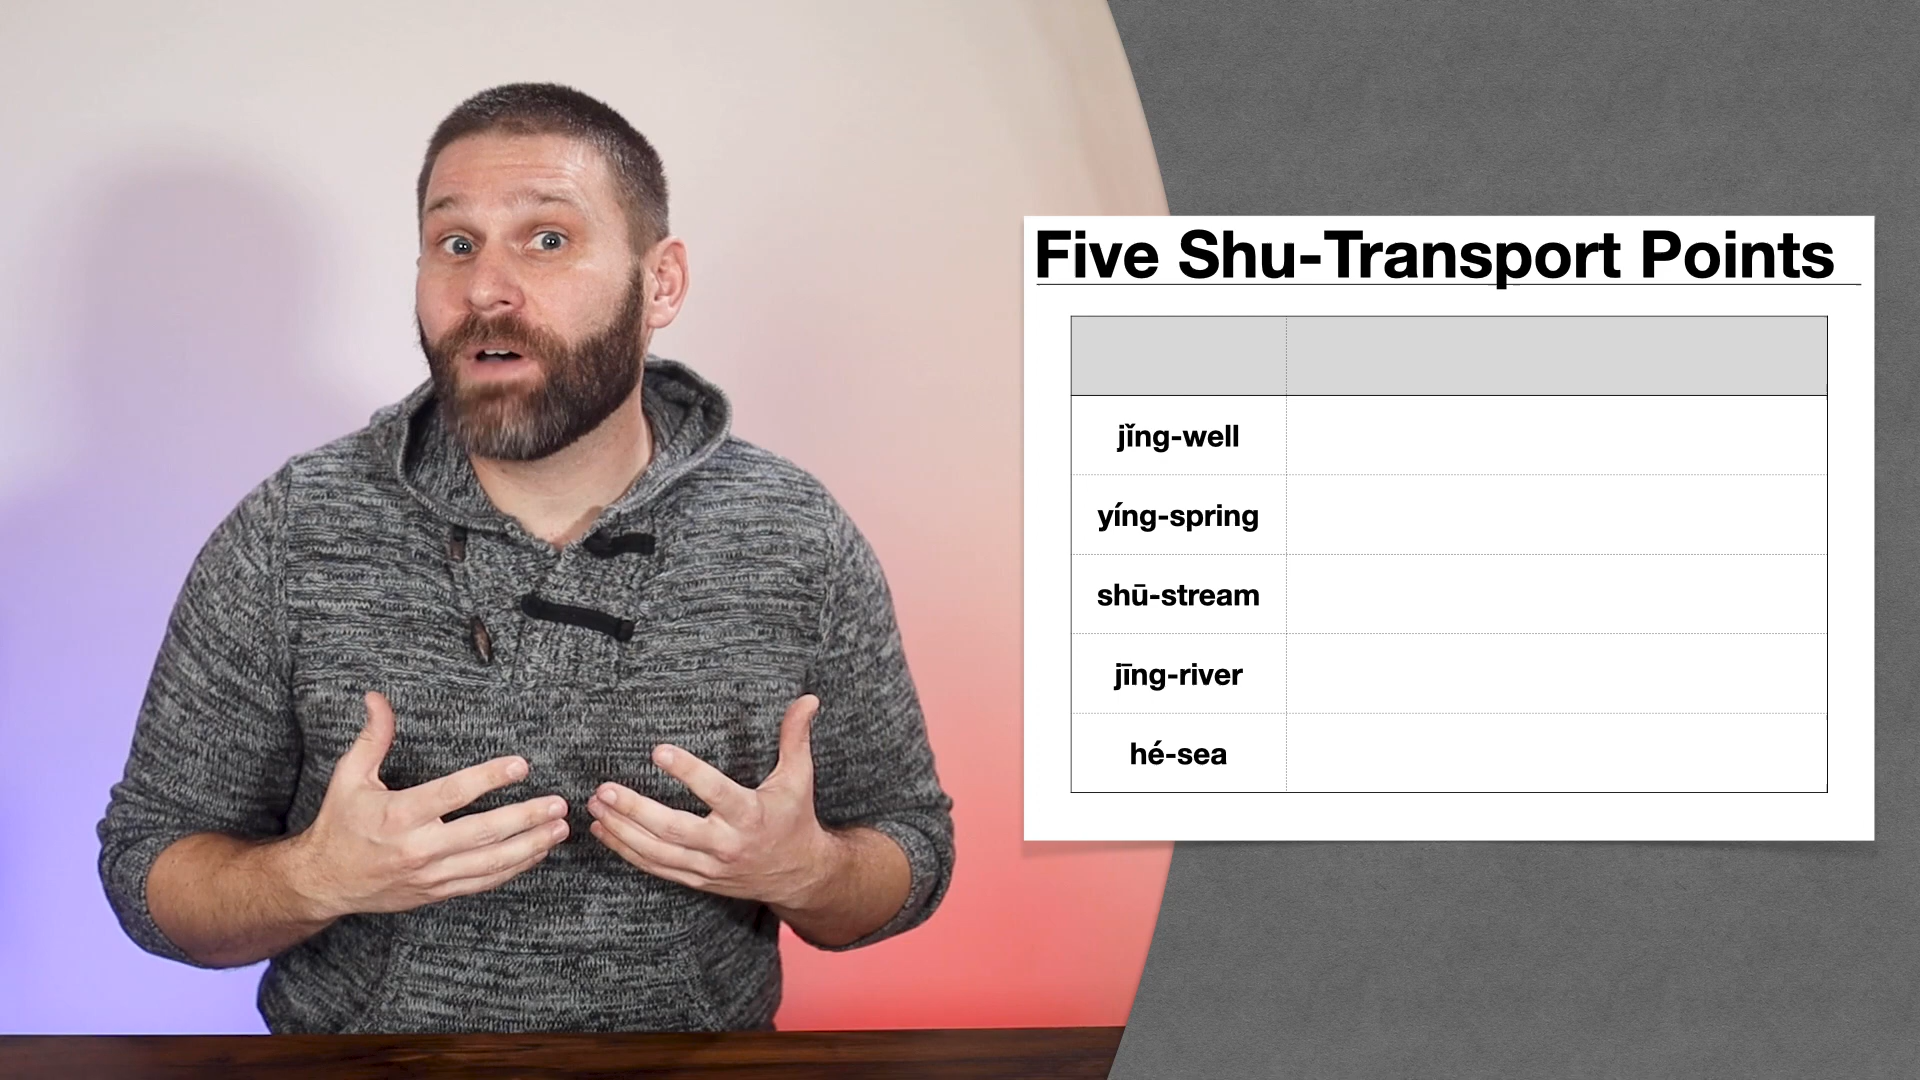 Five Shu-Transport Points
jǐng-well
yíng-spring
shū-stream
jīng-river
hé-sea